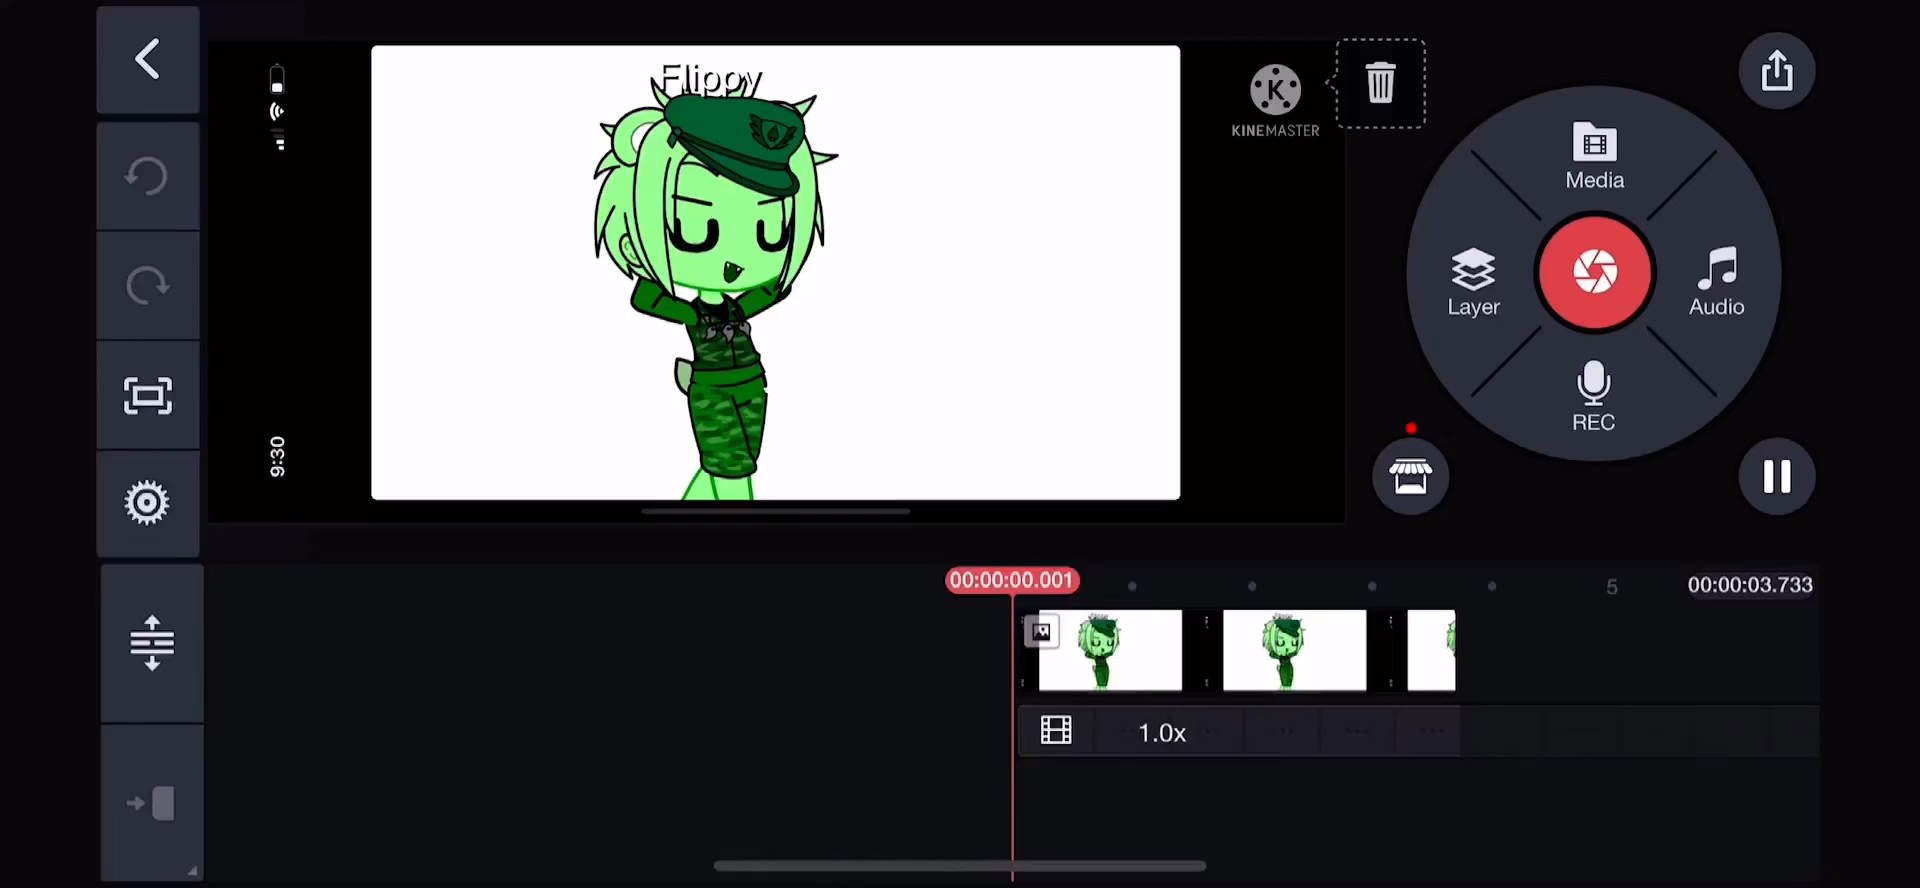 Flippy
KINEMASTER
Media
Layer
Audio
REC
9:30
00:00:00.001
5
00:00:03.733
1.0x